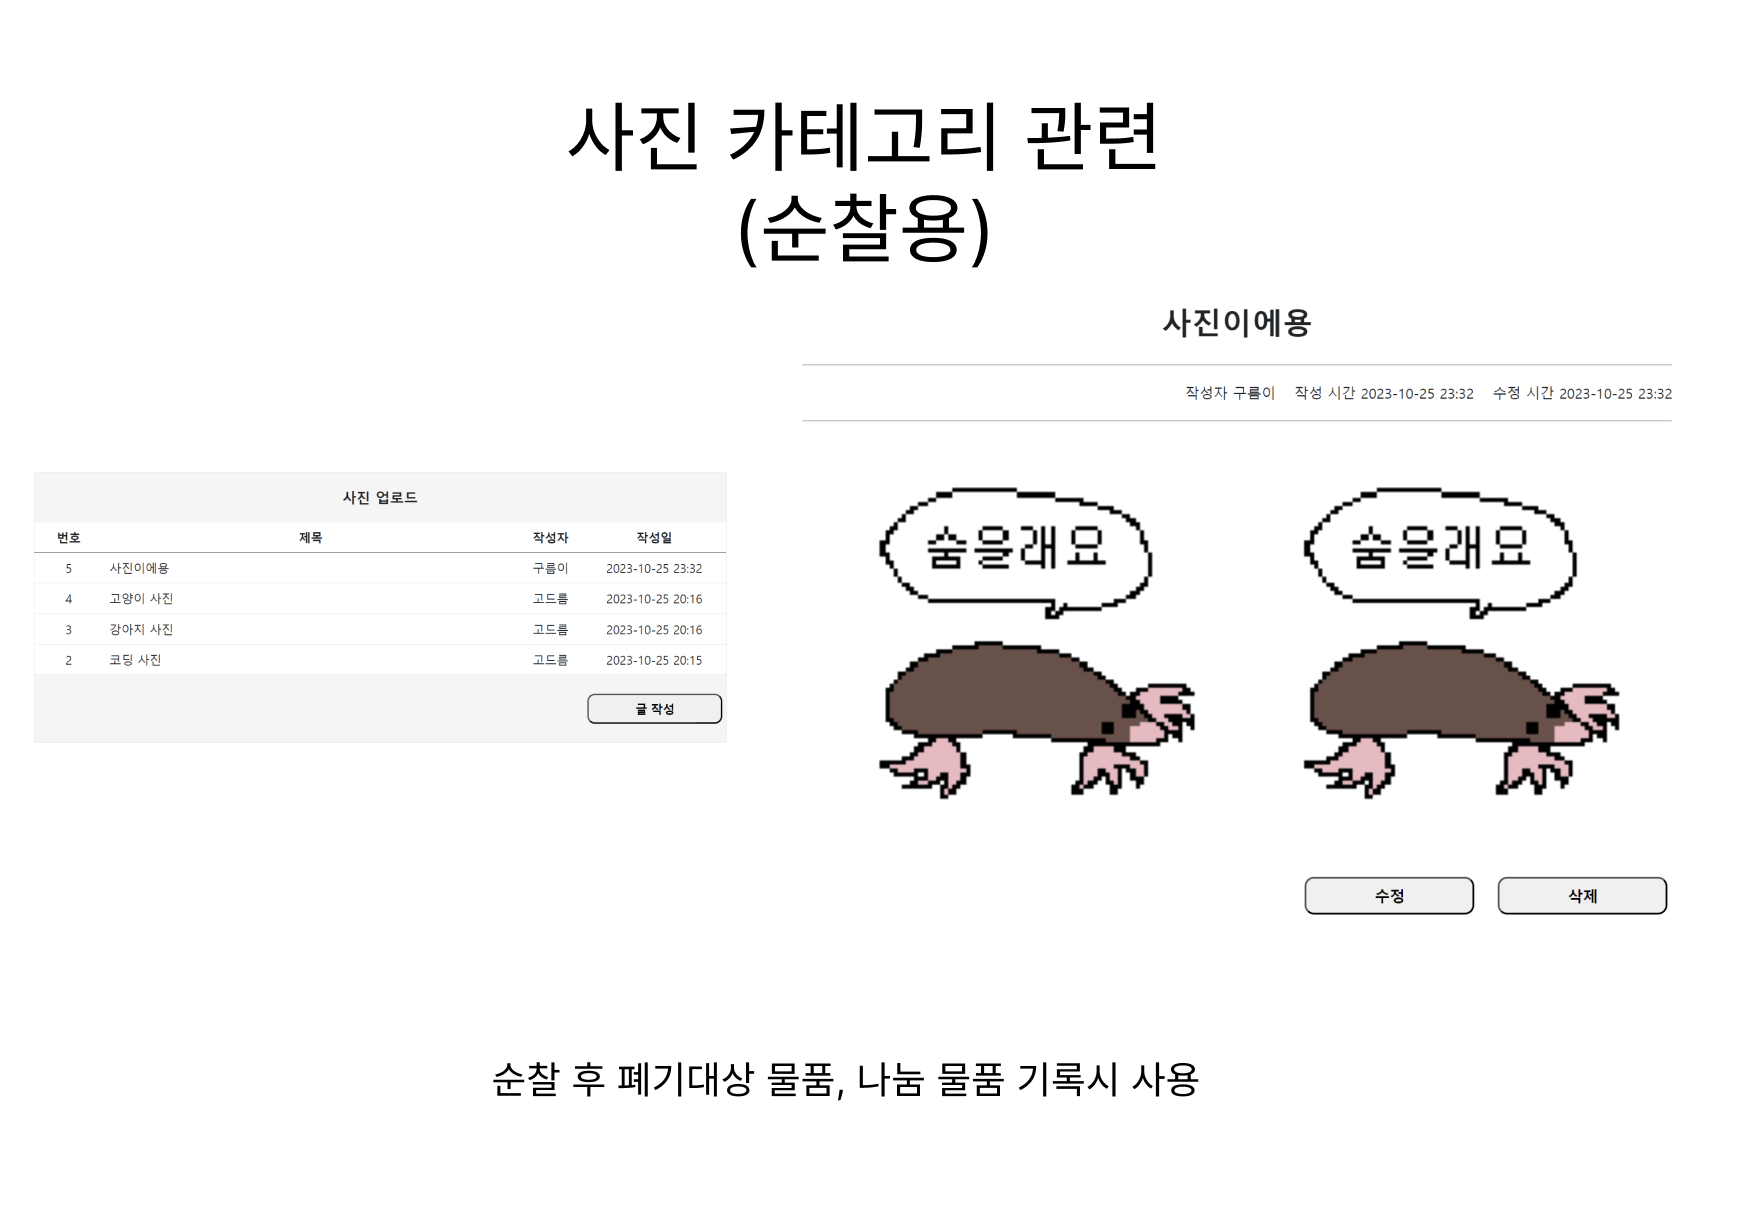 사진 카테고리 관련
(순찰용)
사진 업로드
번호 제목 작성자 작성일
5 사진이에용 구름이 2023-10-25 23:32
4 고양이 사진 고드름 2023-10-25 20:16
3 강아지 사진 고드름 2023-10-25 20:16
2 코딩 사진 고드름 2023-10-25 20:15
글 작성
사진이에용
작성자 구름이 작성 시간 2023-10-25 23:32 수정 시간 2023-10-25 23:32
숨을래요 숨을래요
수정 삭제
순찰 후 폐기대상 물품, 나눔 물품 기록시 사용